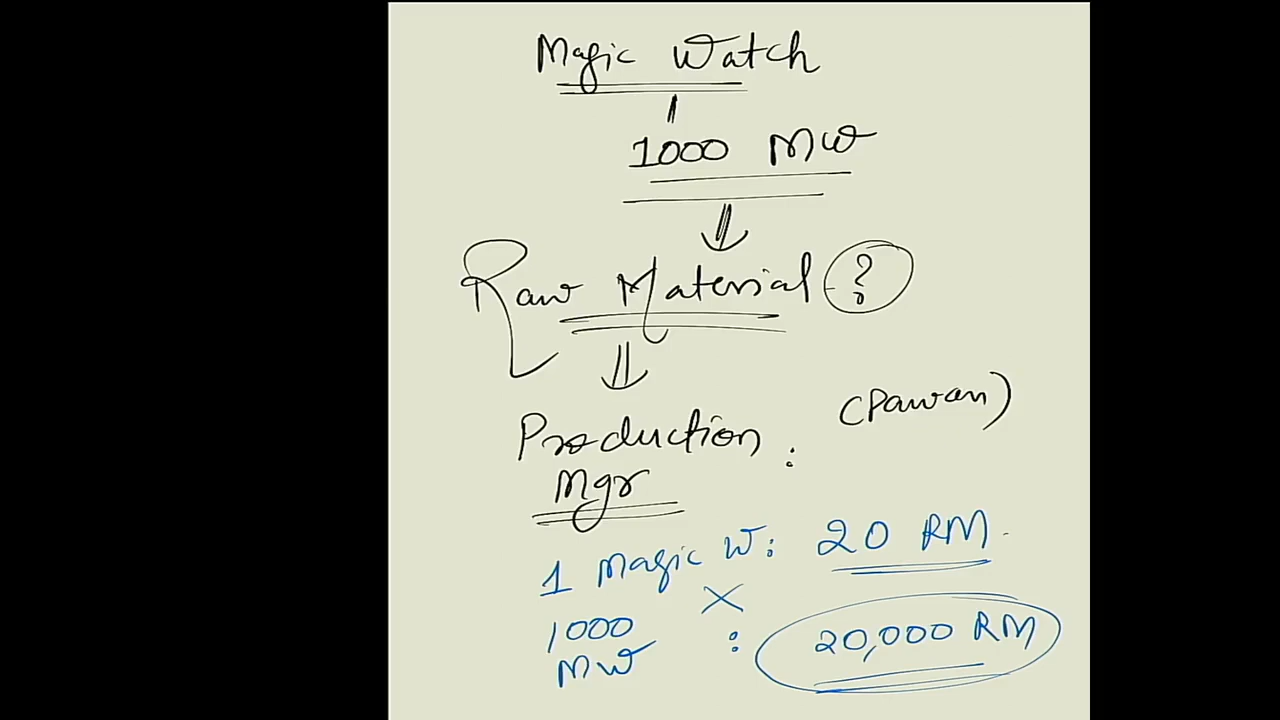 Magic Watch
1000 MW
Raw Material ?
Production : (Pawan)
Mgr
1 Magic W: 20 RM
×
1000 : 20,000 RM
MW